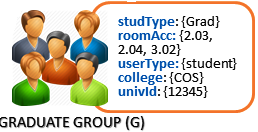 studType: {Grad}
roomAcc: {2.03,
2.04, 3.02}
userType: {student}
college: {COS}
univId: {12345}
GRADUATE GROUP (G)